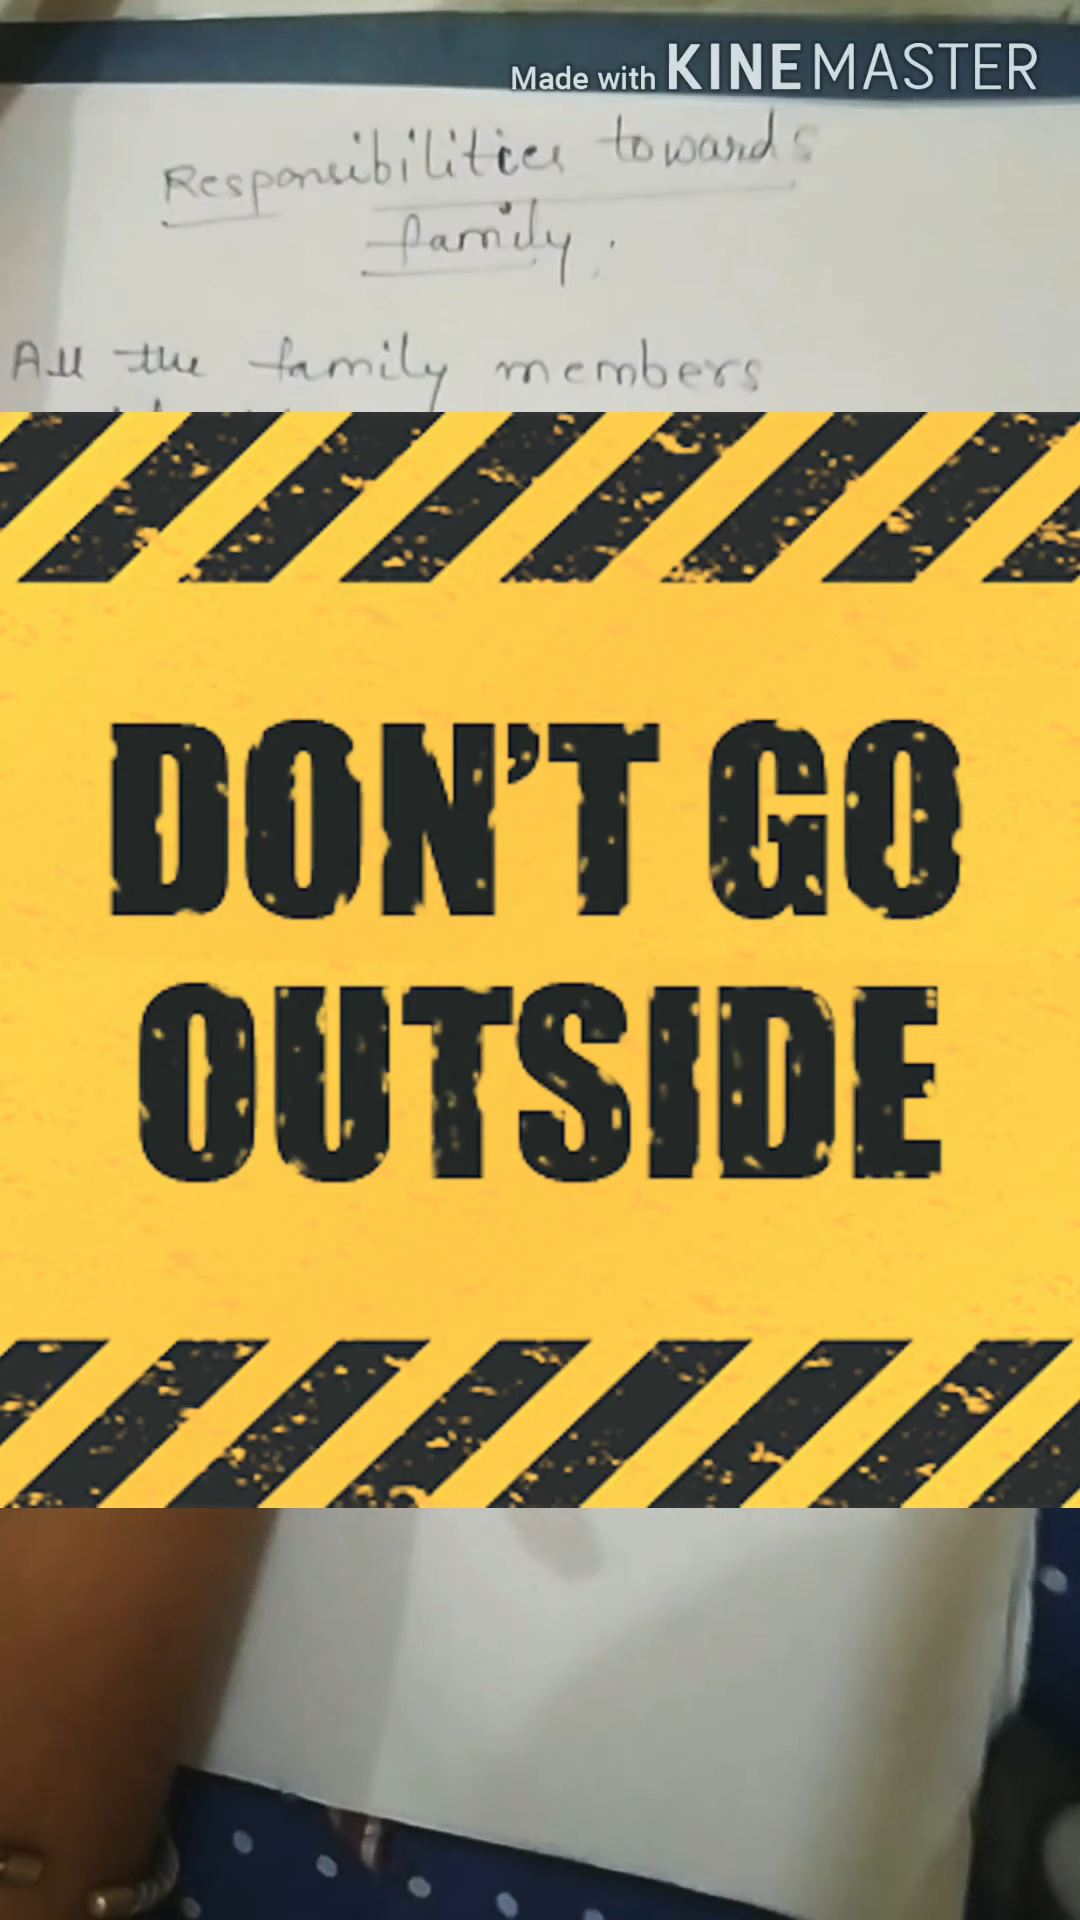 Made with KINEMASTER
Responsibilities towards
family.
All the family members
DON'T GO
OUTSIDE